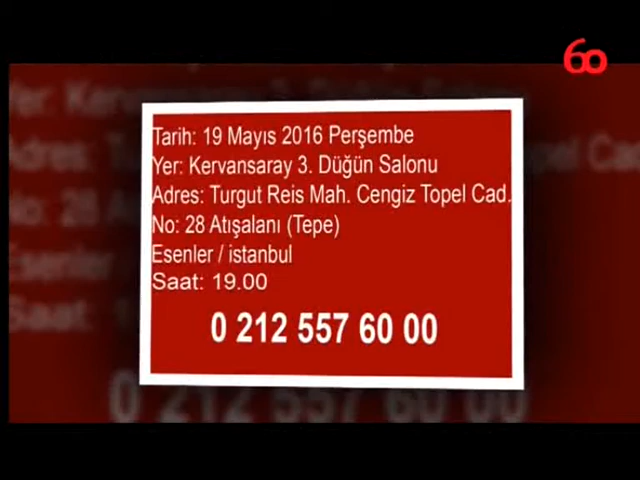 60
Tarih: 19 Mayıs 2016 Perşembe
Yer: Kervansaray 3. Düğün Salonu
Adres: Turgut Reis Mah. Cengiz Topel Cad.
No: 28 Atışalanı (Tepe)
Esenler / istanbul
Saat: 19.00
0 212 557 60 00